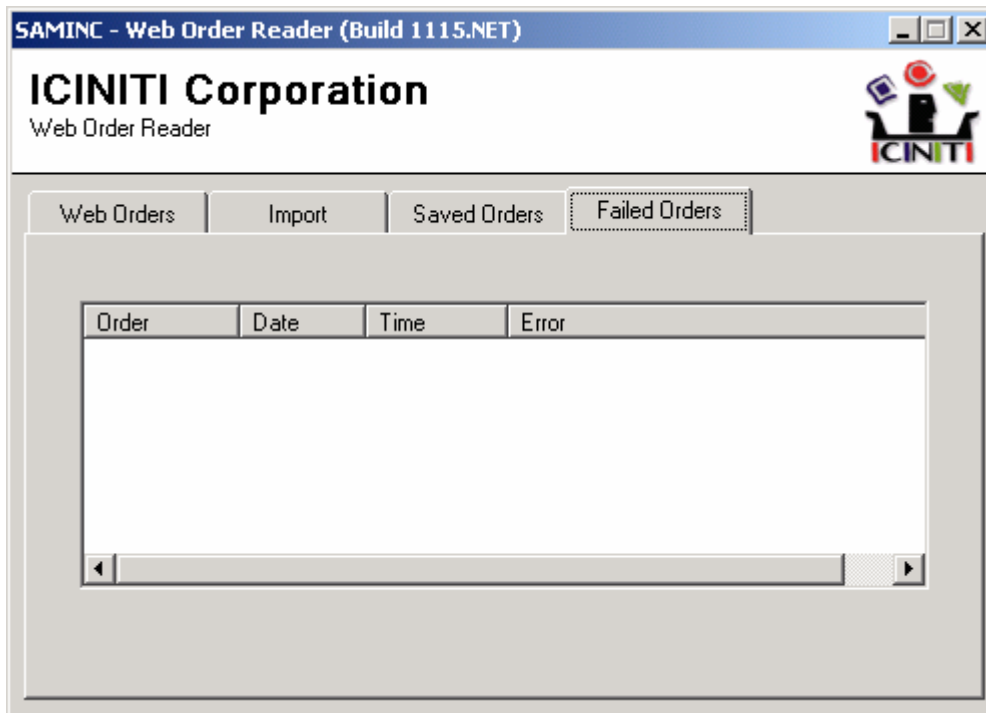 SAMINC - Web Order Reader (Build 1115.NET)
ICINITI Corporation
Web Order Reader
ICINITI
Web Orders Import Saved Orders Failed Orders
Order Date Time Error